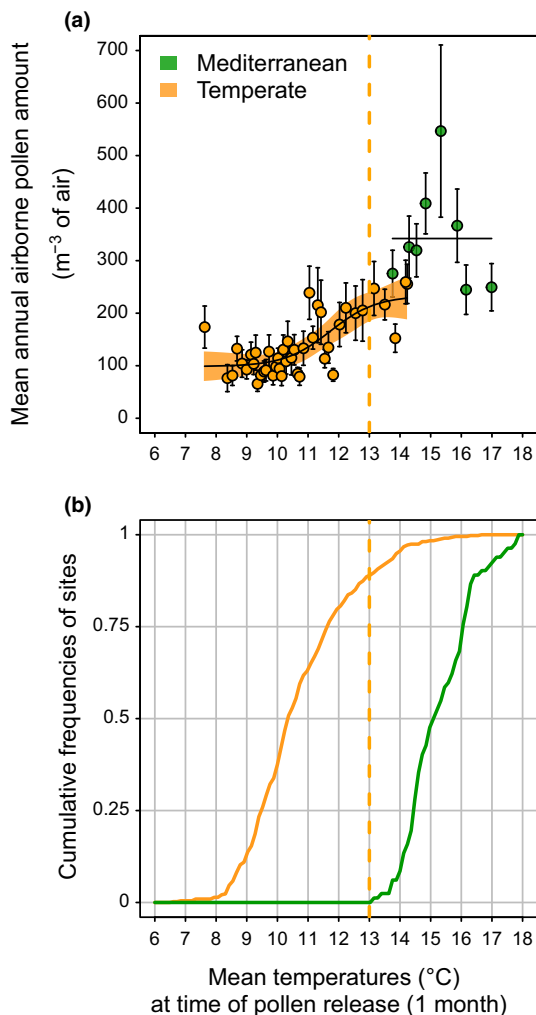 (a)
Mean annual airborne pollen amount
(m⁻³ of air)
700
600
500
400
300
200
100
0
Mediterranean
Temperate
6 7 8 9 10 11 12 13 14 15 16 17 18
(b)
Cumulative frequencies of sites
1
0.75
0.5
0.25
0
6 7 8 9 10 11 12 13 14 15 16 17 18
Mean temperatures (°C)
at time of pollen release (1 month)